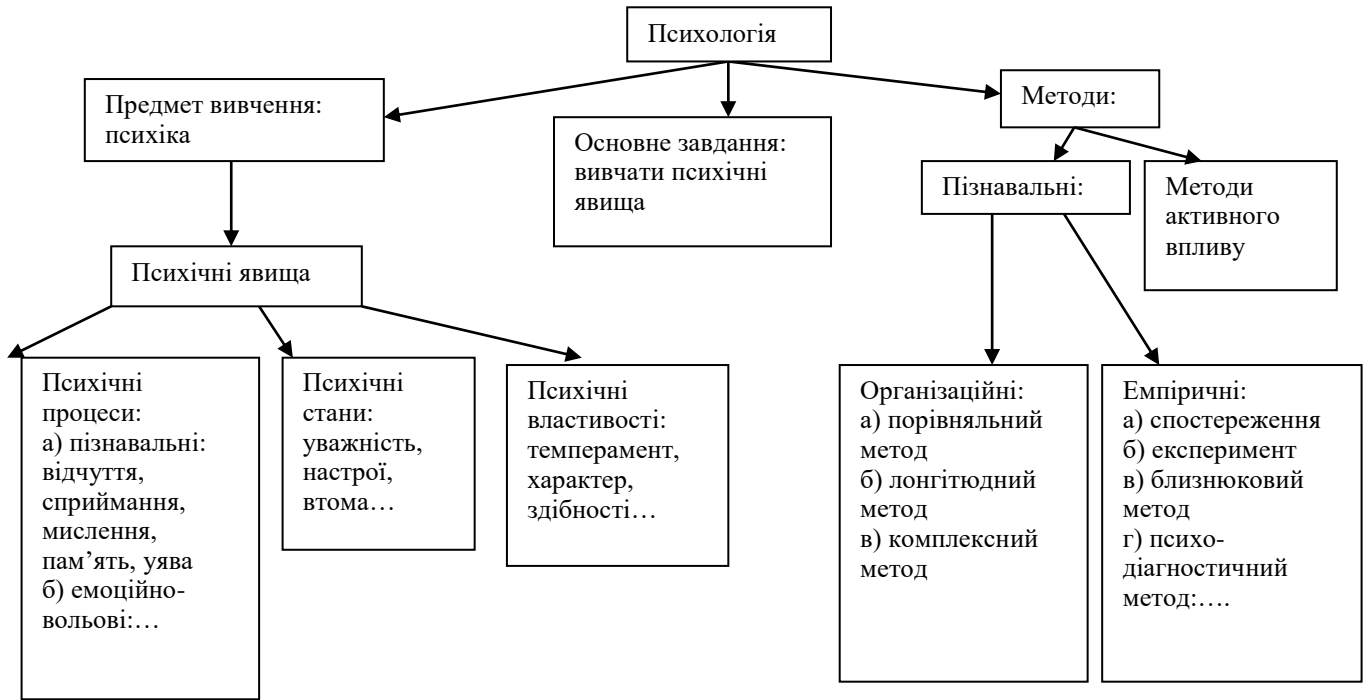 Психологія
Предмет вивчення:
психіка
Основне завдання:
вивчати психічні
явища
Методи:
Пізнавальні:
Методи
активного
впливу
Психічні явища
Психічні
процеси:
а) пізнавальні:
відчуття,
сприймання,
мислення,
пам’ять, уява
б) емоційно-
вольові:…
Психічні
стани:
уважність,
настрої,
втома…
Психічні
властивості:
темперамент,
характер,
здібності…
Організаційні:
а) порівняльний
метод
б) лонгітюдний
метод
в) комплексний
метод
Емпиричні:
а) спостереження
б) експеримент
в) близнюковий
метод
г) психо-
діагностичний
метод:….